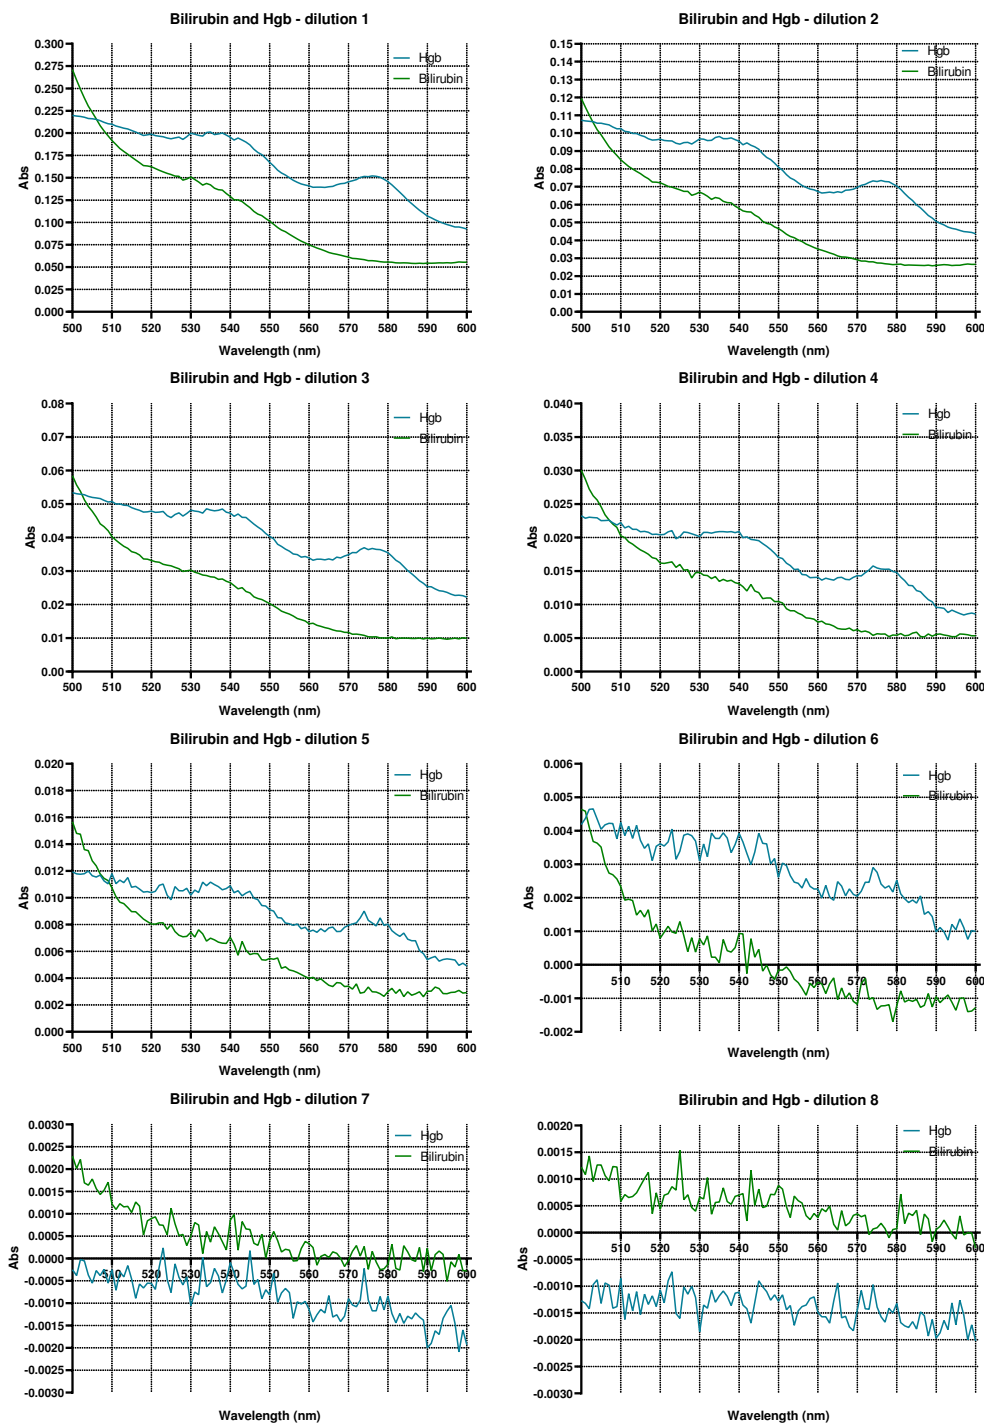 Bilirubin and Hgb - dilution 1
Hgb
Bilirubin
0.300
0.275
0.250
0.225
0.200
0.175
0.150
0.125
0.100
0.075
0.050
0.025
0.000
Abs
500 510 520 530 540 550 560 570 580 590 600
Wavelength (nm)
Bilirubin and Hgb - dilution 2
Hgb
Bilirubin
0.15
0.14
0.13
0.12
0.11
0.10
0.09
0.08
0.07
0.06
0.05
0.04
0.03
0.02
0.01
0.00
Abs
500 510 520 530 540 550 560 570 580 590 600
Wavelength (nm)
Bilirubin and Hgb - dilution 3
Hgb
Bilirubin
0.08
0.07
0.06
0.05
0.04
0.03
0.02
0.01
0.00
Abs
500 510 520 530 540 550 560 570 580 590 600
Wavelength (nm)
Bilirubin and Hgb - dilution 4
Hgb
Bilirubin
0.040
0.035
0.030
0.025
0.020
0.015
0.010
0.005
0.000
Abs
500 510 520 530 540 550 560 570 580 590 600
Wavelength (nm)
Bilirubin and Hgb - dilution 5
Hgb
Bilirubin
0.020
0.018
0.016
0.014
0.012
0.010
0.008
0.006
0.004
0.002
0.000
Abs
500 510 520 530 540 550 560 570 580 590 600
Wavelength (nm)
Bilirubin and Hgb - dilution 6
Hgb
Bilirubin
0.006
0.005
0.004
0.003
0.002
0.001
0.000
-0.001
-0.002
Abs
510 520 530 540 550 560 570 580 590 600
Wavelength (nm)
Bilirubin and Hgb - dilution 7
Hgb
Bilirubin
0.0030
0.0025
0.0020
0.0015
0.0010
0.0005
0.0000
-0.0005
-0.0010
-0.0015
-0.0020
-0.0025
-0.0030
Abs
510 520 530 540 550 560 570 580 590 600
Wavelength (nm)
Bilirubin and Hgb - dilution 8
Hgb
Bilirubin
0.0020
0.0015
0.0010
0.0005
0.0000
-0.0005
-0.0010
-0.0015
-0.0020
-0.0025
-0.0030
Abs
510 520 530 540 550 560 570 580 590 600
Wavelength (nm)